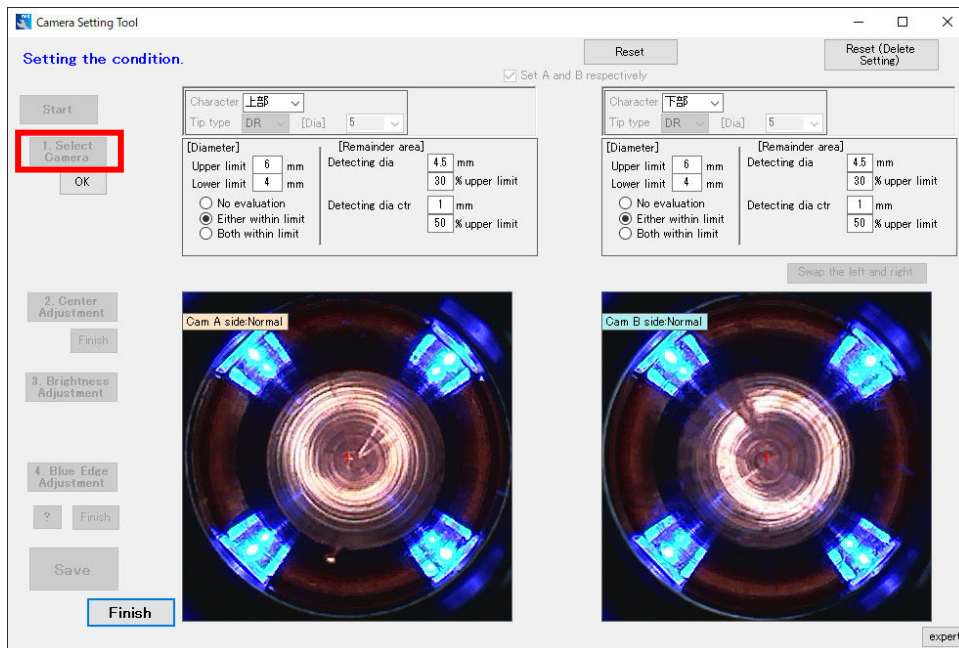 Camera Setting Tool
Setting the condition.
Reset
Reset (Delete
Setting)
Set A and B respectively
Start
1. Select
Camera
OK
Character 上部
Tip type DR [Dia] 5
[Diameter]
Upper limit 6 mm
Lower limit 4 mm
No evaluation
Either within limit
Both within limit
[Remainder area]
Detecting dia 4.5 mm
30 % upper limit
Detecting dia ctr 1 mm
50 % upper limit
Character 下部
Tip type DR [Dia] 5
[Diameter]
Upper limit 6 mm
Lower limit 4 mm
No evaluation
Either within limit
Both within limit
[Remainder area]
Detecting dia 4.5 mm
30 % upper limit
Detecting dia ctr 1 mm
50 % upper limit
Swap the left and right
2. Center
Adjustment
Finish
3. Brightness
Adjustment
4. Blue Edge
Adjustment
? Finish
Save
Finish
Cam A side:Normal
Cam B side:Normal
expert